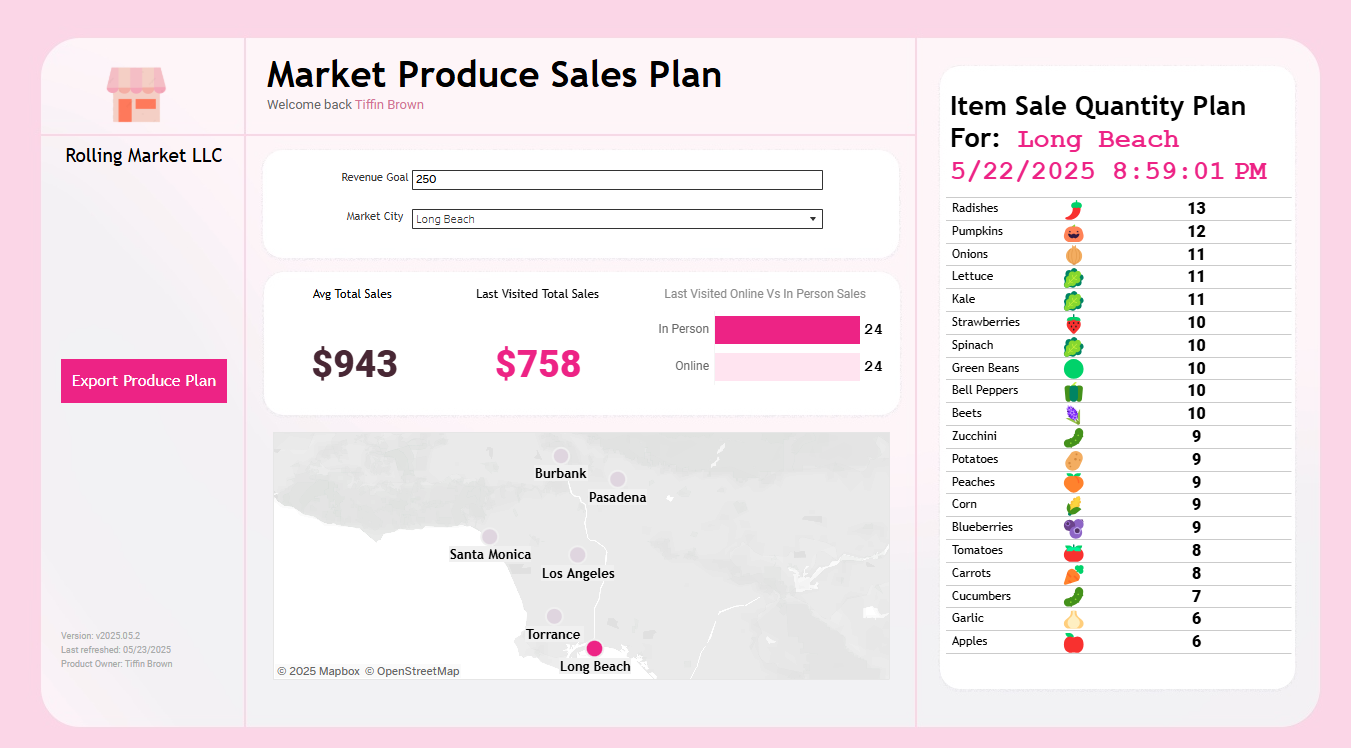 Market Produce Sales Plan
Welcome back Tiffin Brown
Rolling Market LLC
Export Produce Plan
Version: v2025.05.2
Last refreshed: 05/23/2025
Product Owner: Tiffin Brown
Revenue Goal 250
Market City Long Beach
Avg Total Sales
$943
Last Visited Total Sales
$758
Last Visited Online Vs In Person Sales
In Person 24
Online 24
Burbank
Pasadena
Santa Monica
Los Angeles
Torrance
Long Beach
© 2025 Mapbox © OpenStreetMap
Item Sale Quantity Plan
For: Long Beach
5/22/2025 8:59:01 PM
Radishes 13
Pumpkins 12
Onions 11
Lettuce 11
Kale 11
Strawberries 10
Spinach 10
Green Beans 10
Bell Peppers 10
Beets 10
Zucchini 9
Potatoes 9
Peaches 9
Corn 9
Blueberries 9
Tomatoes 8
Carrots 8
Cucumbers 7
Garlic 6
Apples 6